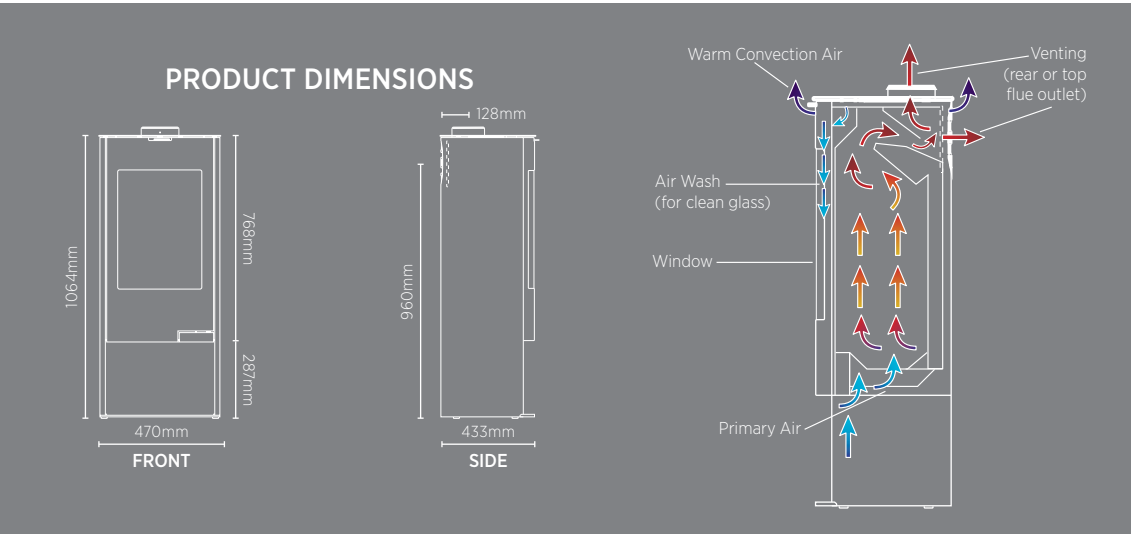 PRODUCT DIMENSIONS
1064mm
768mm
287mm
470mm
FRONT
128mm
960mm
433mm
SIDE
Warm Convection Air
Venting
(rear or top
flue outlet)
Air Wash
(for clean glass)
Window
Primary Air